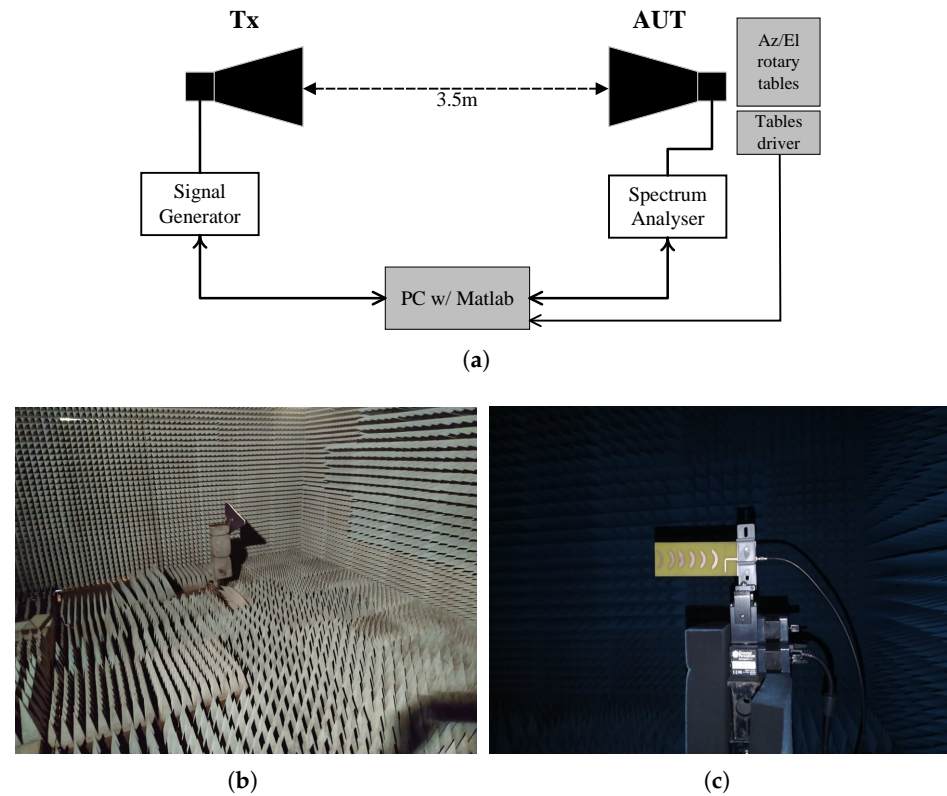 Tx
AUT
Az/El
rotary
tables
3.5m
Tables
driver
Signal
Generator
Spectrum
Analyser
PC w/ Matlab
(a)
(b)
(c)